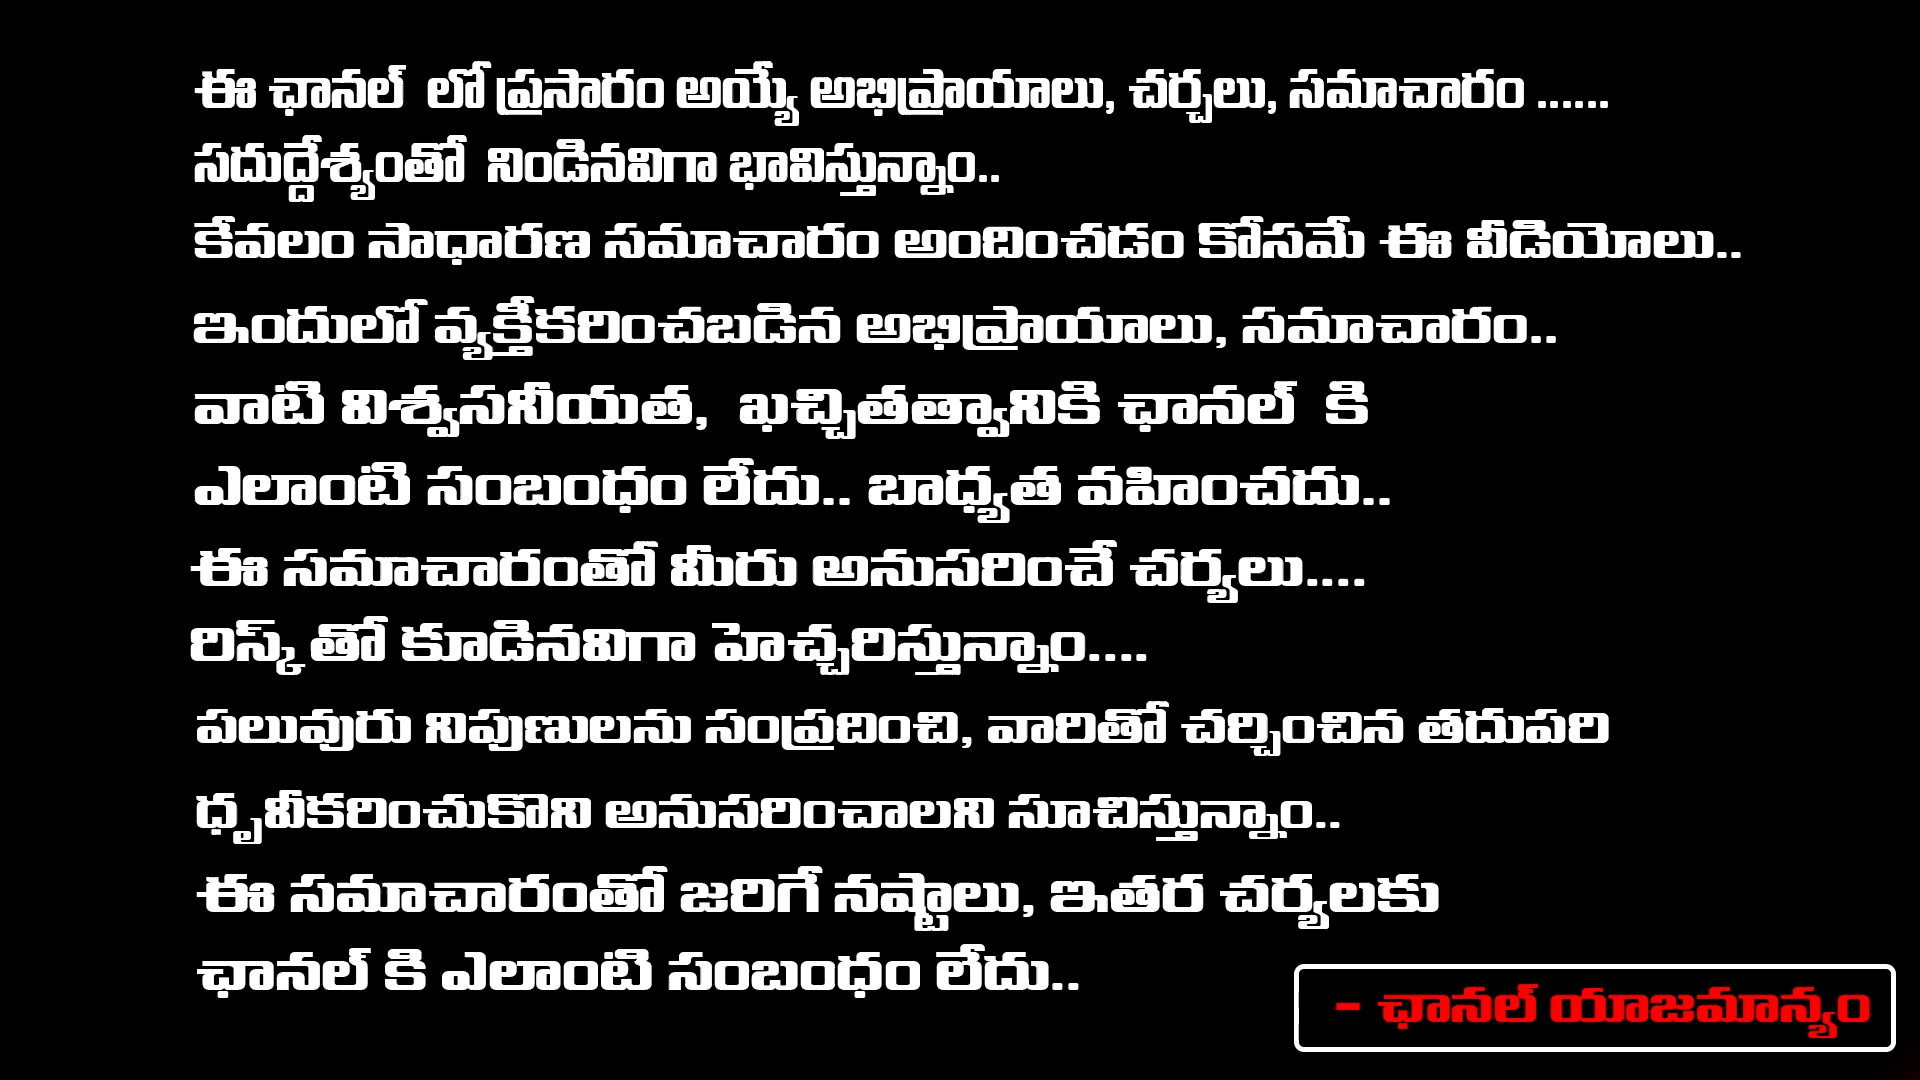 ఈ ఛానల్ లో ప్రసారం అయ్యే అభిప్రాయాలు, చర్చలు, సమాచారం ......
సదుద్దేశ్యంతో నిండినవిగా భావిస్తున్నాం..
కేవలం సాధారణ సమాచారం అందించడం కోసమే ఈ వీడియోలు..
ఇందులో వ్యక్తీకరించబడిన అభిప్రాయాలు, సమాచారం..
వాటి విశ్వసనీయత, ఖచ్చితత్వానికి ఛానల్ కి
ఎలాంటి సంబంధం లేదు.. బాధ్యత వహించదు..
ఈ సమాచారంతో మీరు అనుసరించే చర్యలు....
రిస్క్ తో కూడినవిగా హెచ్చరిస్తున్నాం....
పలువురు నిపుణులను సంప్రదించి, వారితో చర్చించిన తదుపరి
ధృవీకరించుకొని అనుసరించాలని సూచిస్తున్నాం..
ఈ సమాచారంతో జరిగే నష్టాలు, ఇతర చర్యలకు
ఛానల్ కి ఎలాంటి సంబంధం లేదు..
- ఛానల్ యాజమాన్యం